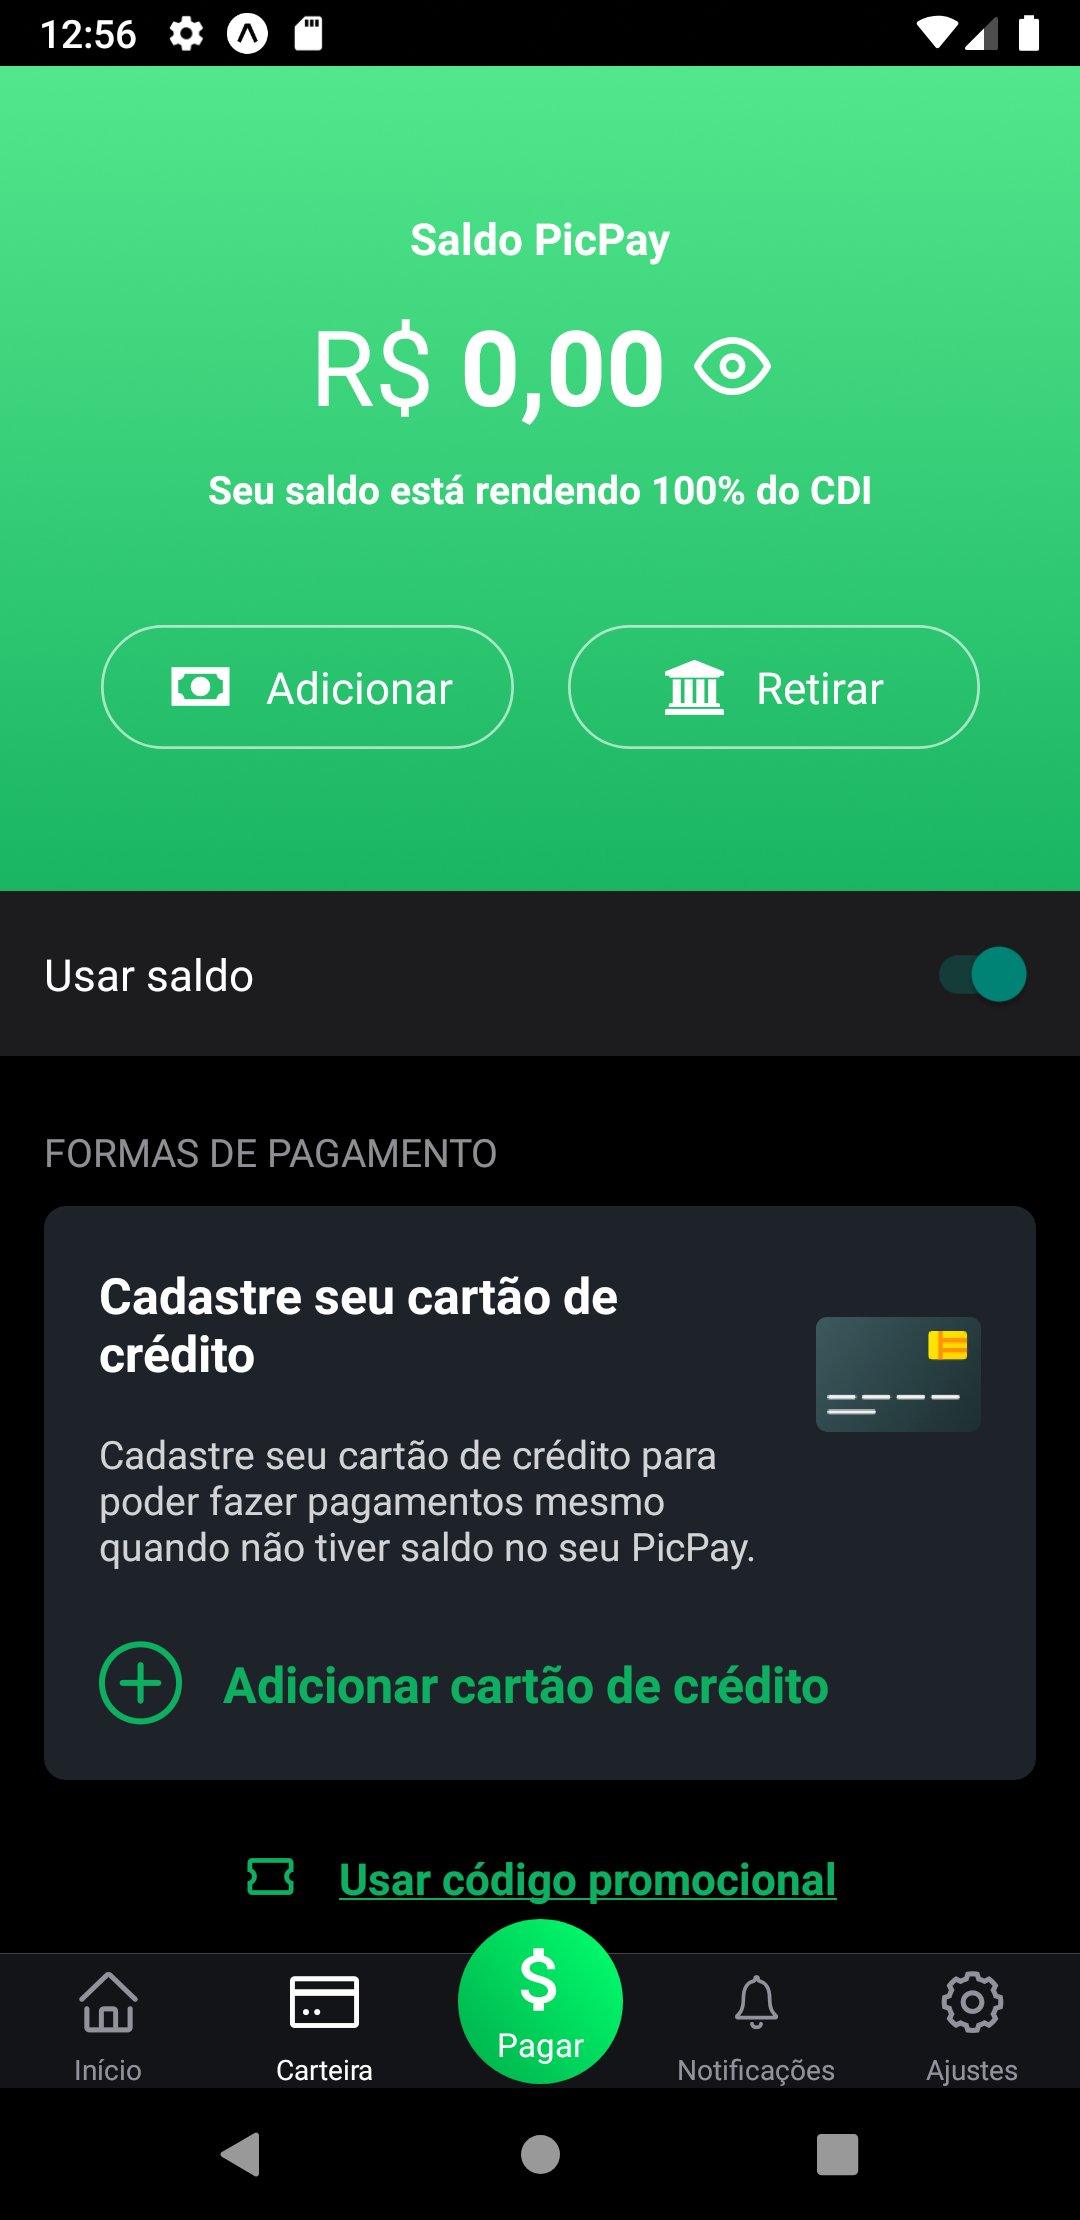 12:56
Saldo PicPay
R$ 0,00
Seu saldo está rendendo 100% do CDI
Adicionar
Retirar
Usar saldo
FORMAS DE PAGAMENTO
Cadastre seu cartão de
crédito
Cadastre seu cartão de crédito para
poder fazer pagamentos mesmo
quando não tiver saldo no seu PicPay.
Adicionar cartão de crédito
Usar código promocional
Início
Carteira
$
Pagar
Notificações
Ajustes